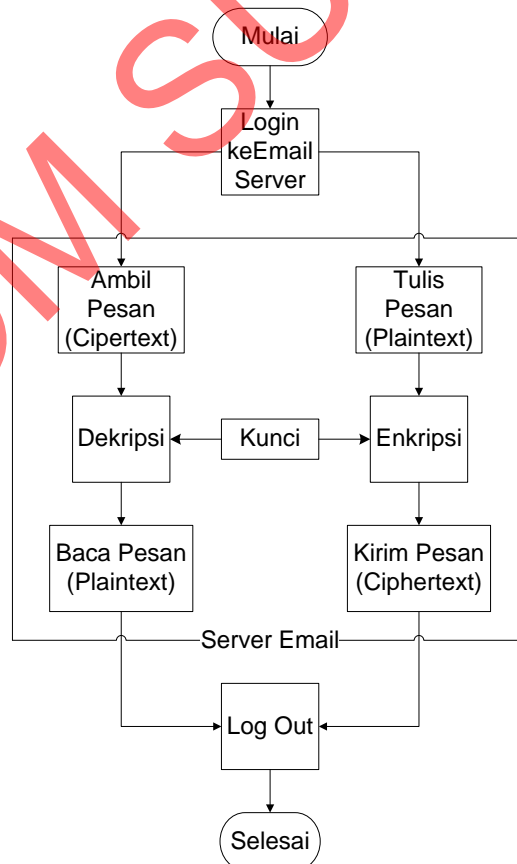 Mulai
Login
keEmail
Server
Ambil
Pesan
(Cipertext)
Tulis
Pesan
(Plaintext)
Dekripsi
Kunci
Enkripsi
Baca Pesan
(Plaintext)
Kirim Pesan
(Ciphertext)
Server Email
Log Out
Selesai